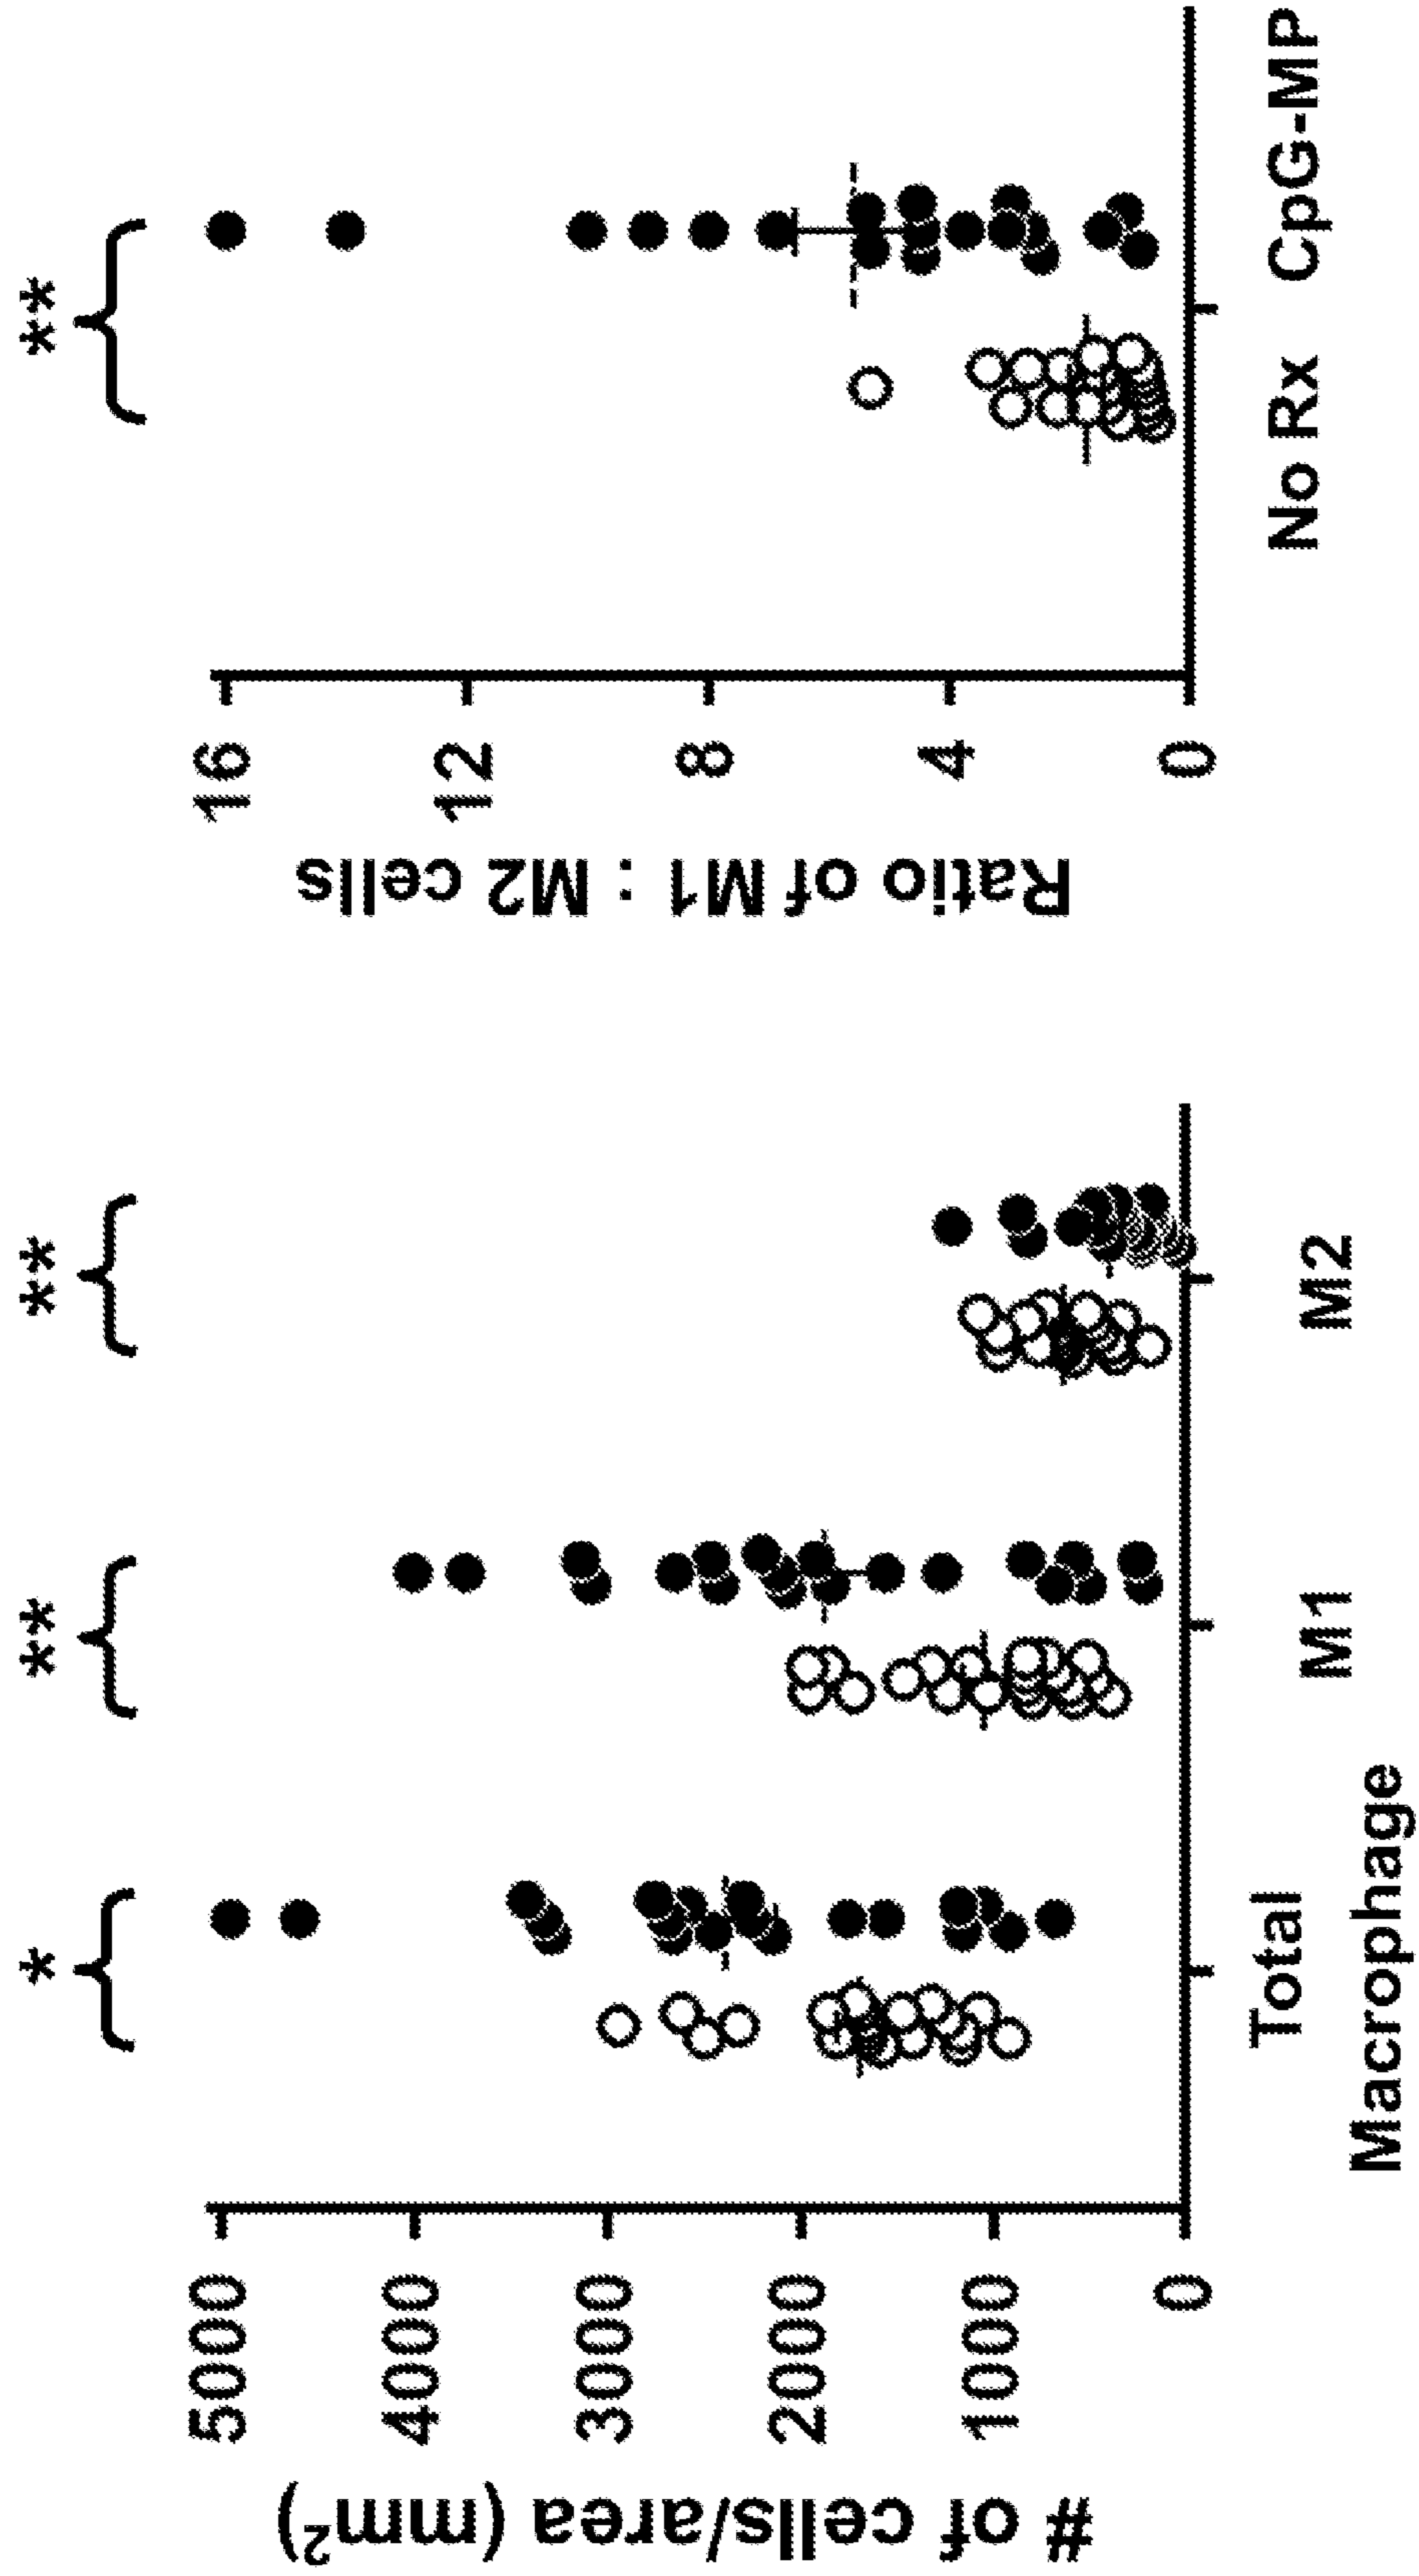 # of cells/area (mm²)
5000
4000
3000
2000
1000
0
*
**
**
Total
Macrophage
M1
M2
Ratio of M1 : M2 cells
16
12
8
4
0
**
No Rx
CpG-MP